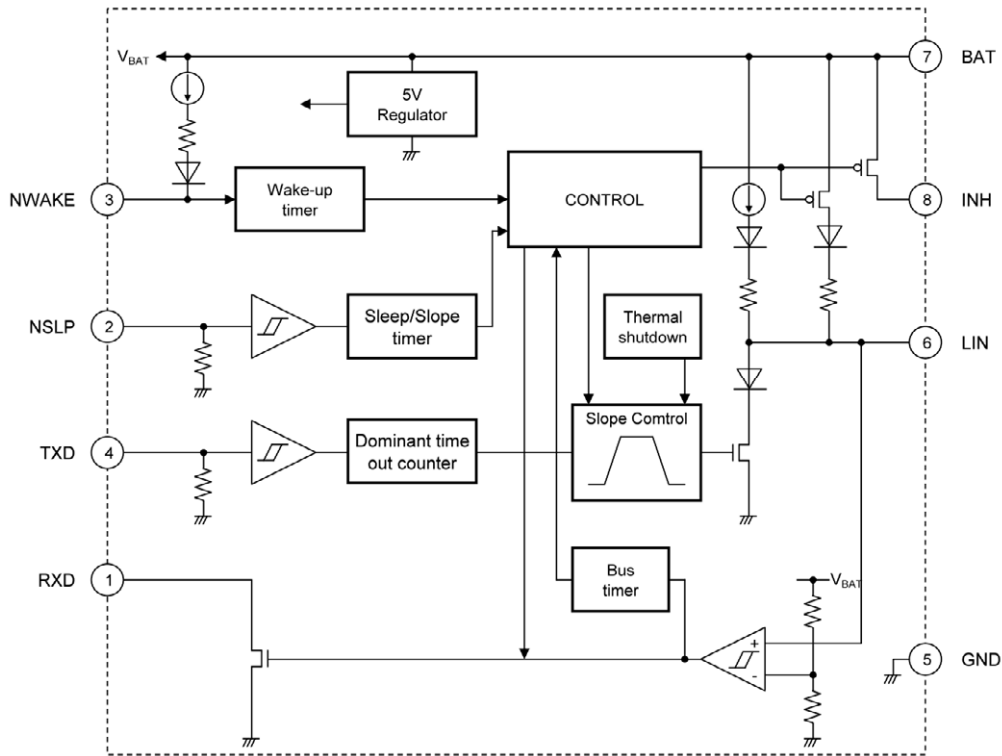 VBAT
7 BAT
5V
Regulator
NWAKE 3
Wake-up
timer
CONTROL
8 INH
NSLP 2
Sleep/Slope
timer
Thermal
shutdown
6 LIN
TXD 4
Dominant time
out counter
Slope Comtrol
RXD 1
Bus
timer
VBAT
+
-
5 GND